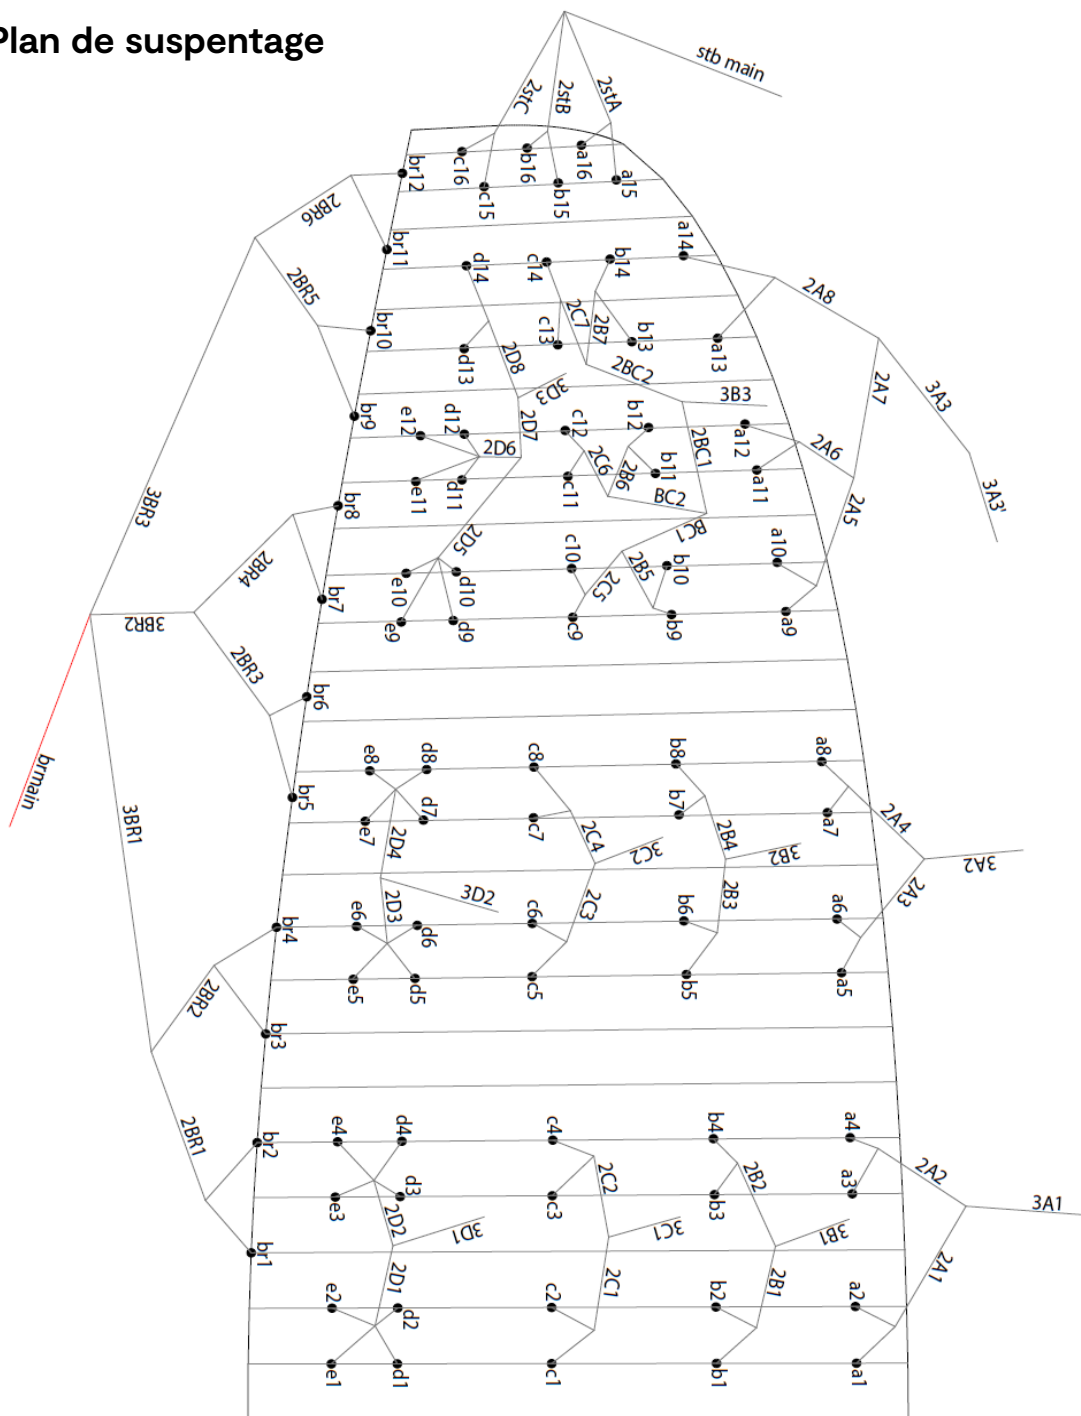 Plan de suspentage
stb main
2stC
2stB
2stA
c16
b16
a16
c15
b15
a15
br12
2BR6
br11
d14
c14
b14
a14
2A8
2BR5
br10
2C7
2B7
c13
b13
a13
d13
2D8
2BC2
3D3
3B3
2A7
3A3
br9
e12
d12
2D7
c12
b12
a12
2D6
2C6
2B6
2BC1
2A6
e11
d11
c11
b11
a11
BC2
3BR3
br8
2A5
3A3'
2D5
BC1
2BR4
c10
2B5
b10
a10
e10
d10
2C5
br7
e9
d9
c9
b9
a9
3BR2
2BR3
br6
e8
d8
c8
b8
a8
brmain
br5
e7
d7
c7
b7
a7
3BR1
2D4
2C4
2B4
2A4
3C2
3B2
3A2
2D3
3D2
2C3
2B3
2A3
br4
e6
d6
c6
b6
a6
2BR2
e5
d5
c5
b5
a5
br3
2BR1
br2
e4
d4
c4
b4
a4
2C2
2B2
2A2
e3
d3
c3
b3
a3
2D2
3D1
3C1
3B1
3A1
br1
2D1
2C1
2B1
2A1
e2
d2
c2
b2
a2
e1
d1
c1
b1
a1